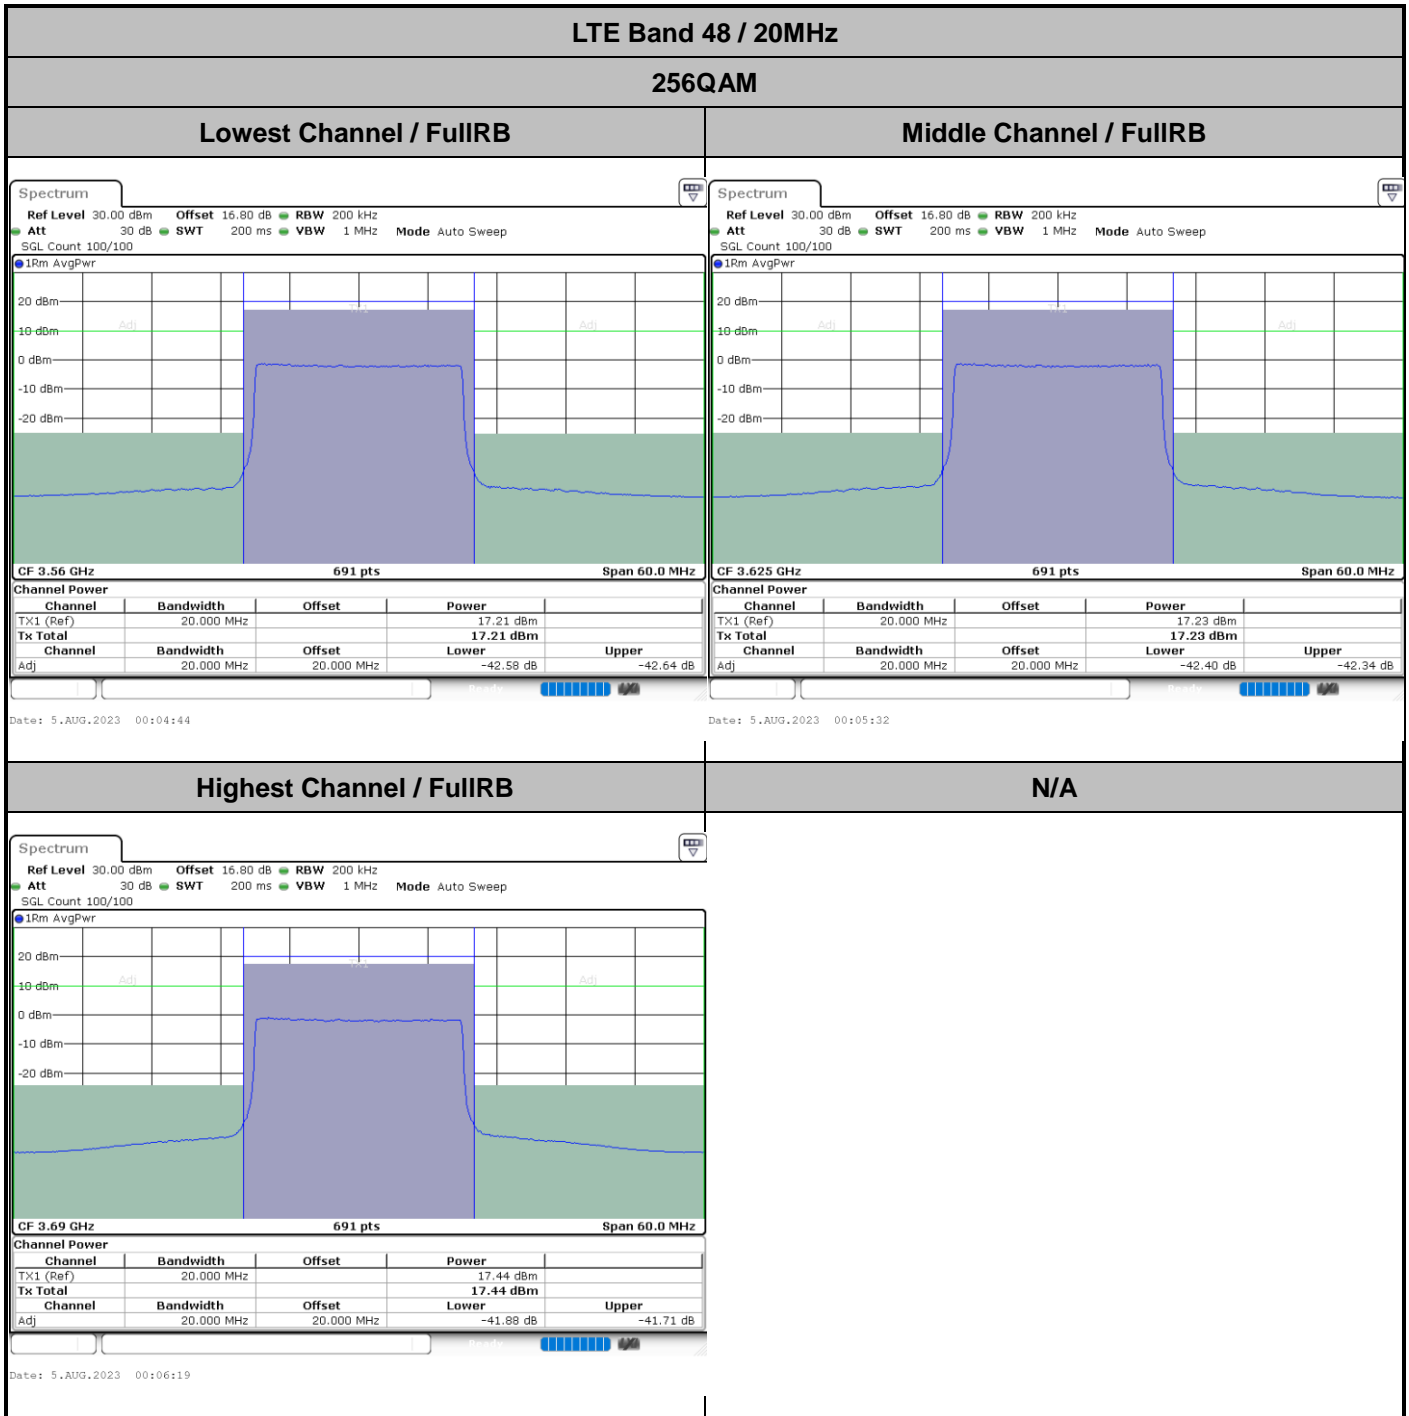 LTE Band 48 / 20MHz
256QAM
Lowest Channel / FullRB
Middle Channel / FullRB
Spectrum
Ref Level 30.00 dBm Offset 16.80 dB RBW 200 kHz
Att 30 dB SWT 200 ms VBW 1 MHz Mode Auto Sweep
SGL Count 100/100
1Rm AvgPwr
TX1
Adj
Adj
20 dBm
10 dBm
0 dBm
-10 dBm
-20 dBm
CF 3.56 GHz 691 pts Span 60.0 MHz
Channel Power
Channel Bandwidth Offset Power
TX1 (Ref) 20.000 MHz 17.21 dBm
Tx Total 17.21 dBm
Channel Bandwidth Offset Lower Upper
Adj 20.000 MHz 20.000 MHz -42.58 dB -42.64 dB
Ready
Date: 5.AUG.2023 00:04:44
Spectrum
Ref Level 30.00 dBm Offset 16.80 dB RBW 200 kHz
Att 30 dB SWT 200 ms VBW 1 MHz Mode Auto Sweep
SGL Count 100/100
1Rm AvgPwr
TX1
Adj
Adj
20 dBm
10 dBm
0 dBm
-10 dBm
-20 dBm
CF 3.625 GHz 691 pts Span 60.0 MHz
Channel Power
Channel Bandwidth Offset Power
TX1 (Ref) 20.000 MHz 17.23 dBm
Tx Total 17.23 dBm
Channel Bandwidth Offset Lower Upper
Adj 20.000 MHz 20.000 MHz -42.40 dB -42.34 dB
Ready
Date: 5.AUG.2023 00:05:32
Highest Channel / FullRB
N/A
Spectrum
Ref Level 30.00 dBm Offset 16.80 dB RBW 200 kHz
Att 30 dB SWT 200 ms VBW 1 MHz Mode Auto Sweep
SGL Count 100/100
1Rm AvgPwr
TX1
Adj
Adj
20 dBm
10 dBm
0 dBm
-10 dBm
-20 dBm
CF 3.69 GHz 691 pts Span 60.0 MHz
Channel Power
Channel Bandwidth Offset Power
TX1 (Ref) 20.000 MHz 17.44 dBm
Tx Total 17.44 dBm
Channel Bandwidth Offset Lower Upper
Adj 20.000 MHz 20.000 MHz -41.88 dB -41.71 dB
Ready
Date: 5.AUG.2023 00:06:19